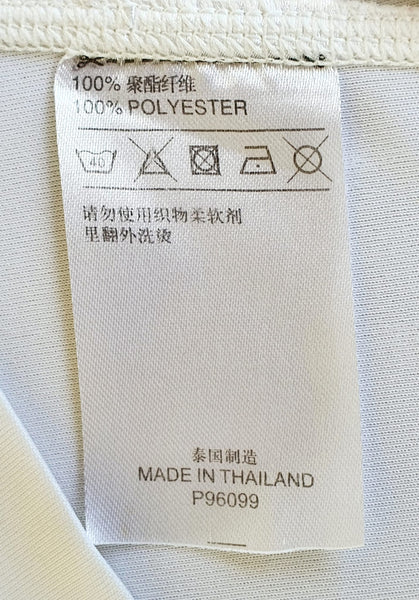 100% 聚酯纤维
100% POLYESTER
40
请勿使用织物柔软剂
里翻外洗烫
泰国制造
MADE IN THAILAND
P96099